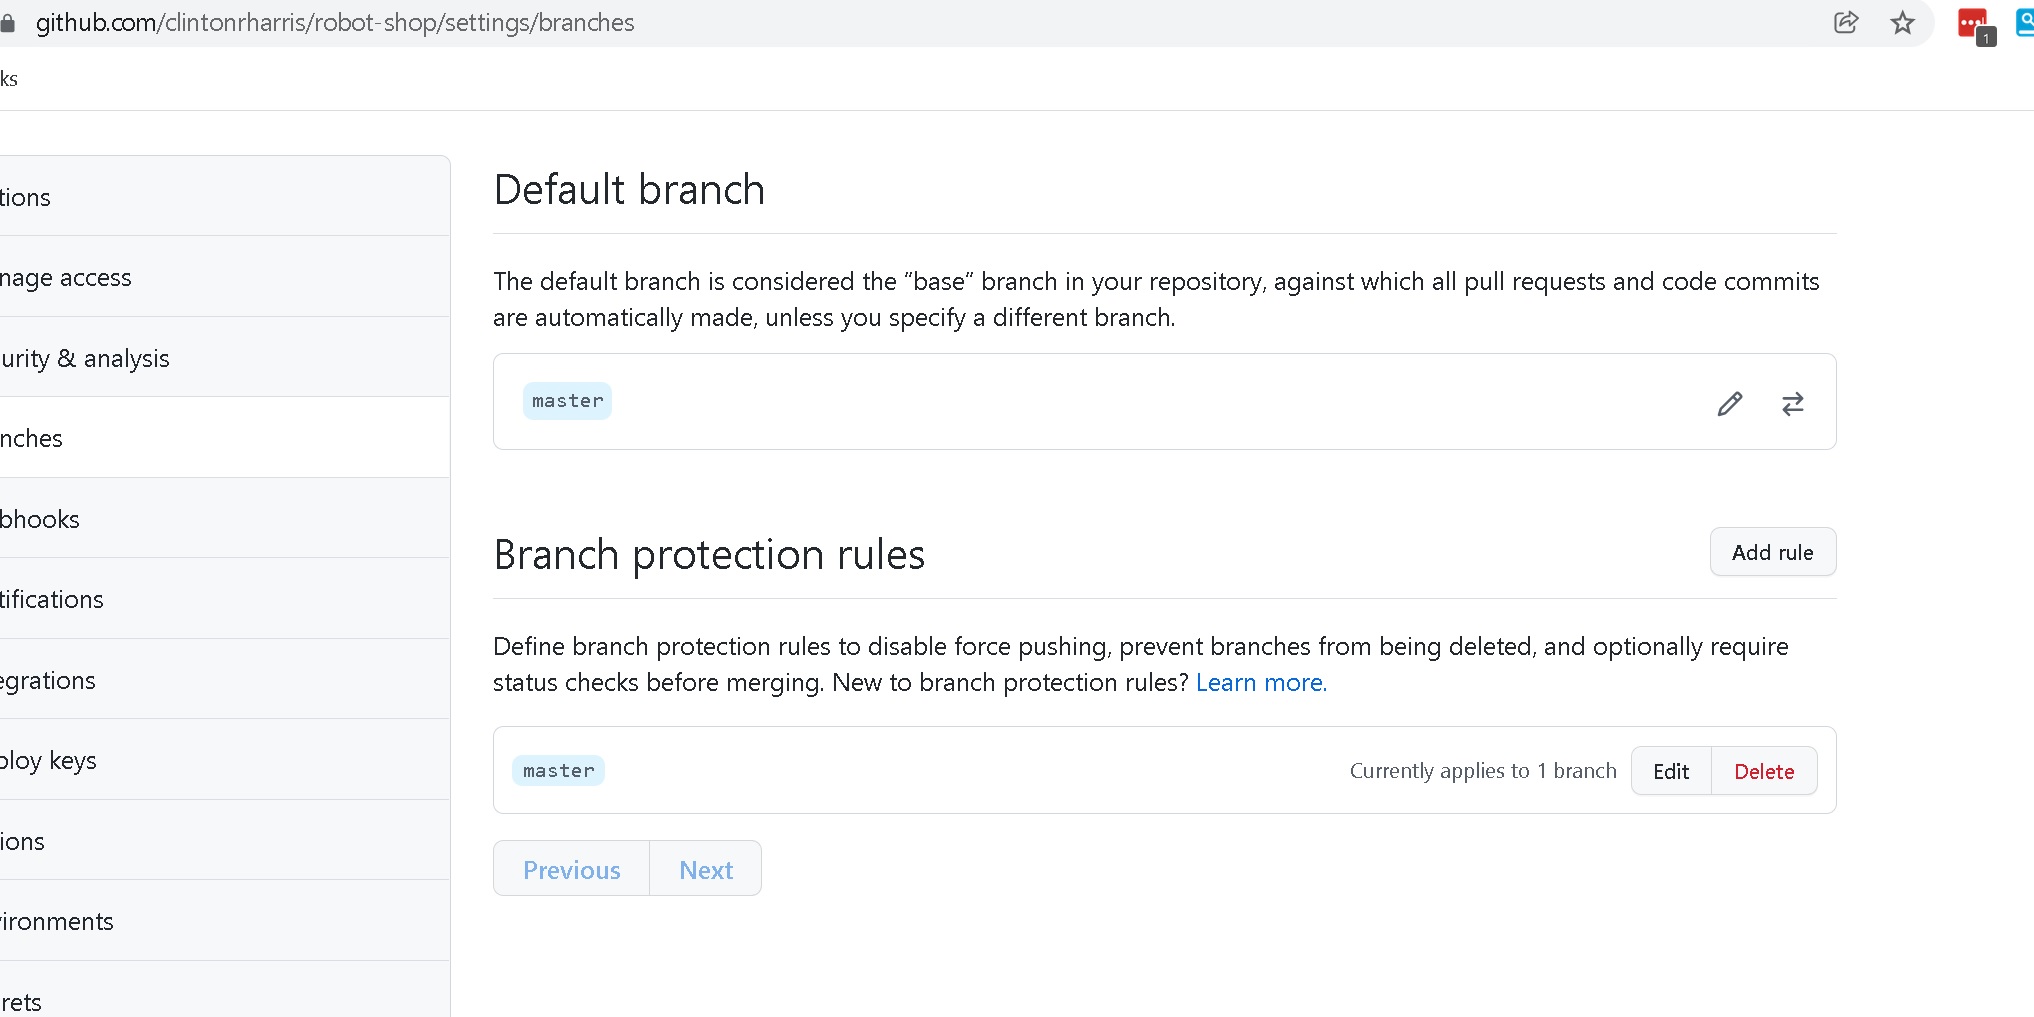 github.com/clintonrharris/robot-shop/settings/branches
1
ks
tions
nage access
urity & analysis
nches
bhooks
tifications
egrations
ploy keys
ions
vironments
rets
Default branch
The default branch is considered the “base” branch in your repository, against which all pull requests and code commits
are automatically made, unless you specify a different branch.
master
Branch protection rules
Add rule
Define branch protection rules to disable force pushing, prevent branches from being deleted, and optionally require
status checks before merging. New to branch protection rules? Learn more.
master
Currently applies to 1 branch
Edit
Delete
Previous
Next